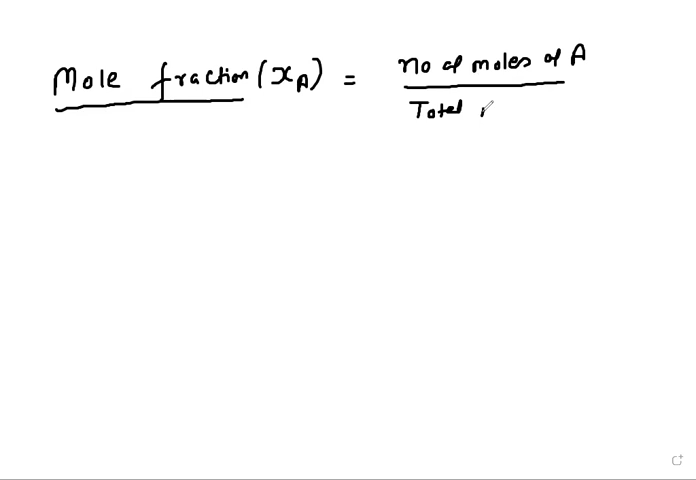 Mole fraction (xA) = No of moles of A
Total